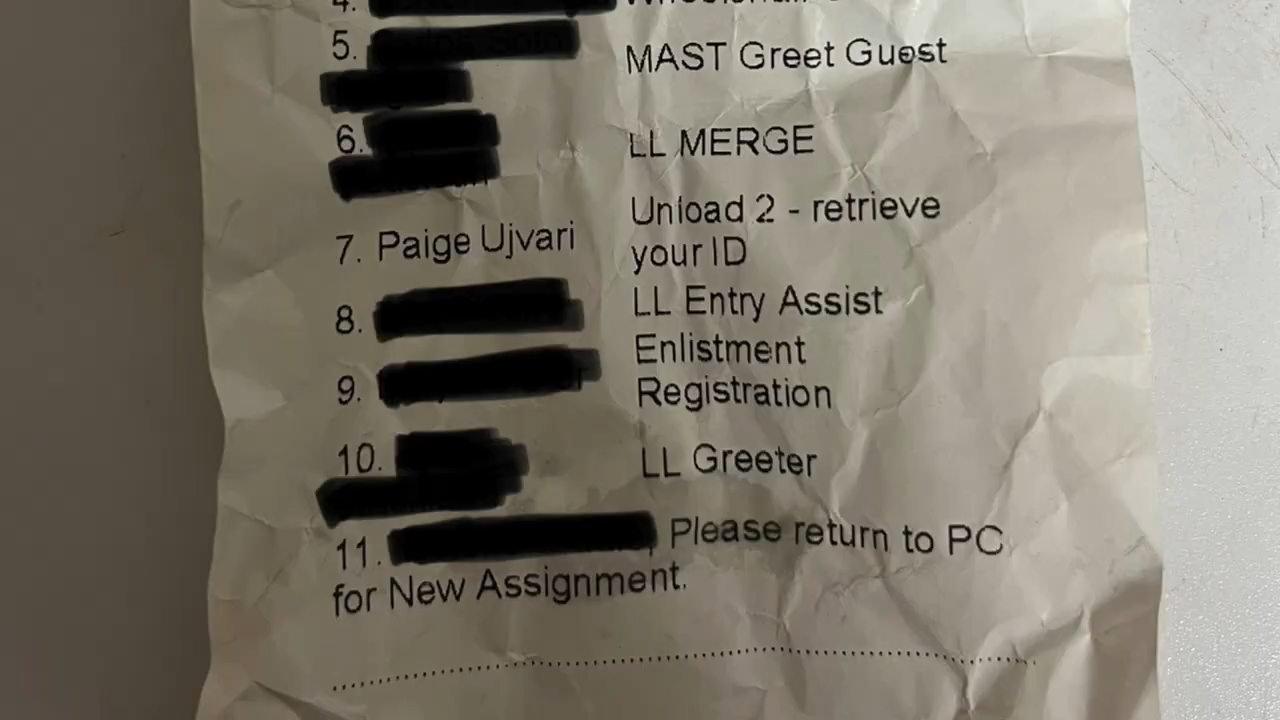 4.
5. MAST Greet Guest
6. LL MERGE
7. Paige Ujvari Unload 2 - retrieve
your ID
8. LL Entry Assist
9. Enlistment
Registration
10. LL Greeter
11. Please return to PC
for New Assignment.